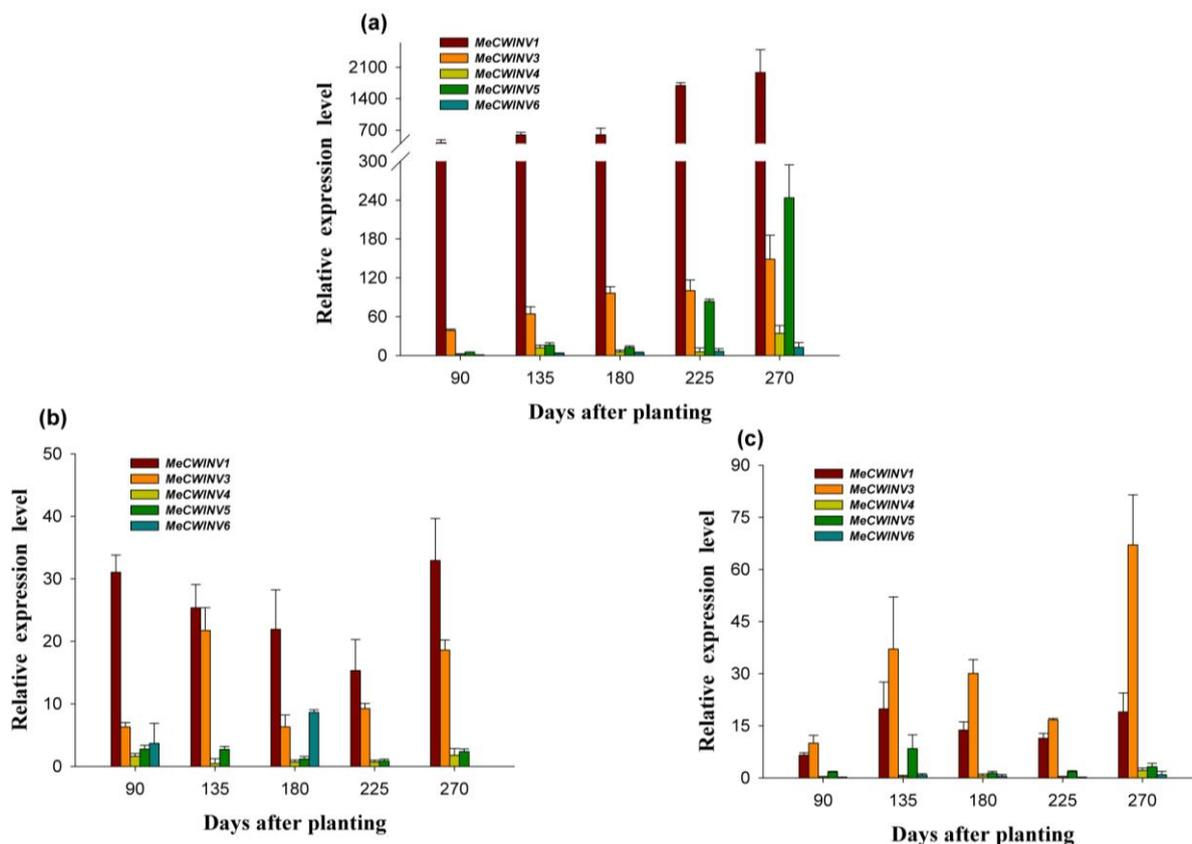 (a)
MeCWINV1
MeCWINV3
MeCWINV4
MeCWINV5
MeCWINV6
Relative expression level
2100
1400
700
300
240
180
120
60
0
90 135 180 225 270
Days after planting
(b)
MeCWINV1
MeCWINV3
MeCWINV4
MeCWINV5
MeCWINV6
Relative expression level
50
40
30
20
10
0
90 135 180 225 270
Days after planting
(c)
MeCWINV1
MeCWINV3
MeCWINV4
MeCWINV5
MeCWINV6
Relative expression level
90
75
60
45
30
15
0
90 135 180 225 270
Days after planting